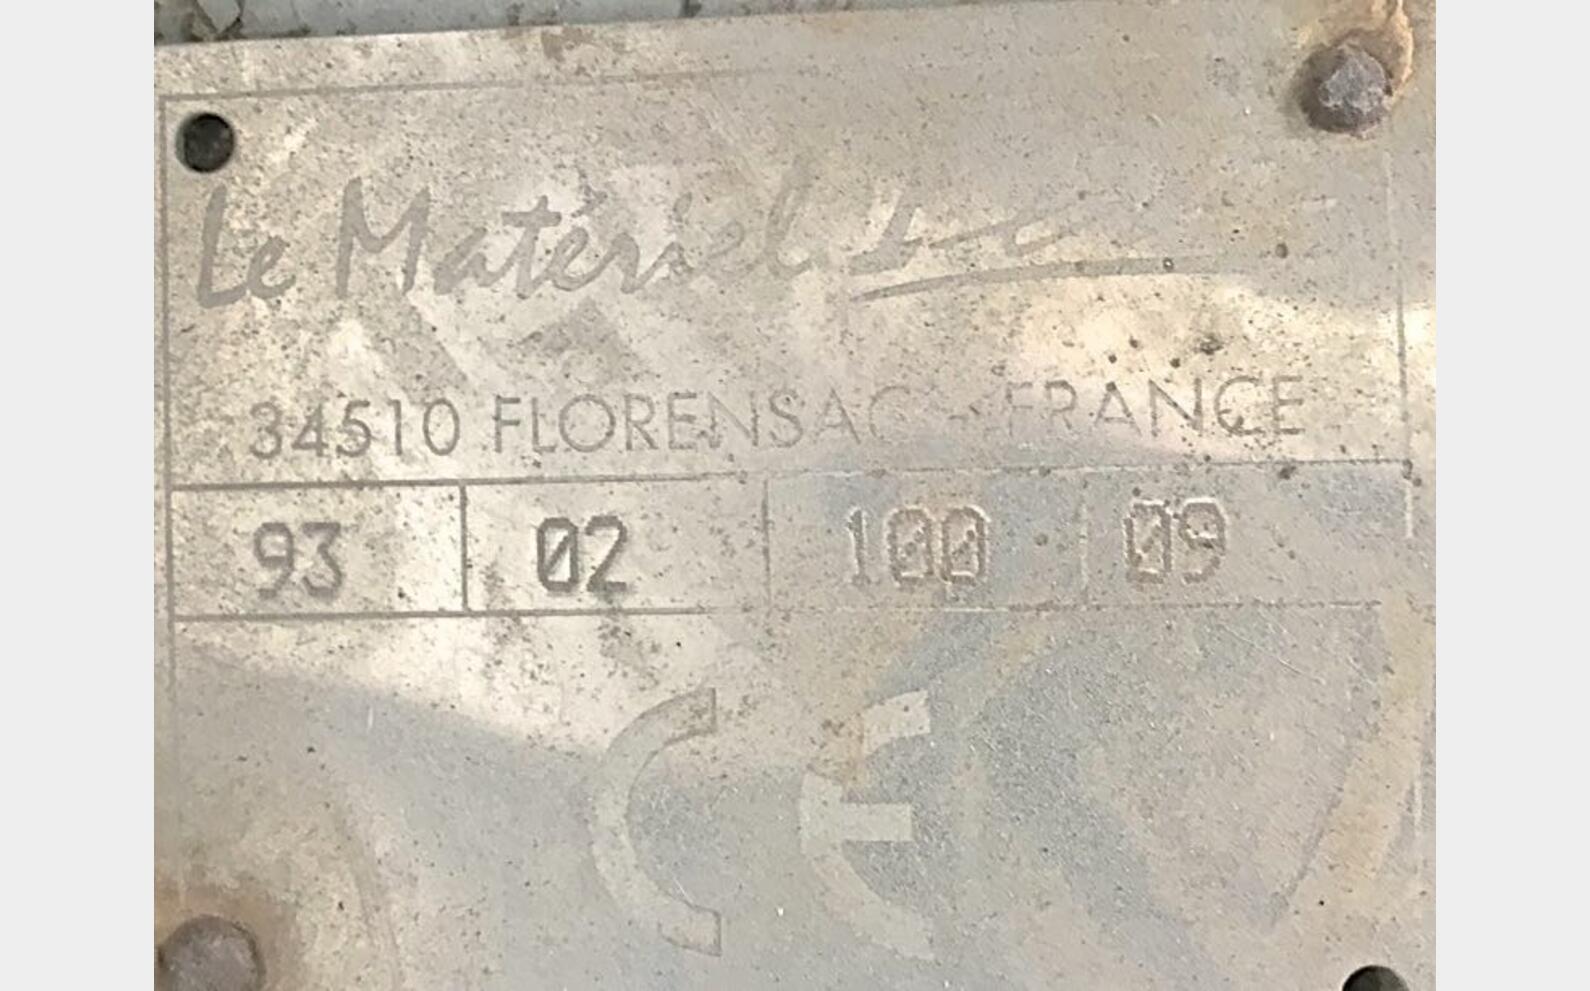 Le Matériel
34510 FLORENSAC - FRANCE
93 02 100 09
CE